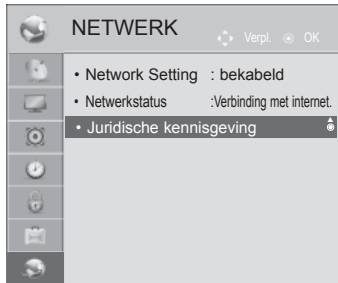 NETWERK
Verpl. OK
• Network Setting : bekabeld
• Netwerkstatus :Verbinding met internet.
• Juridische kennisgeving